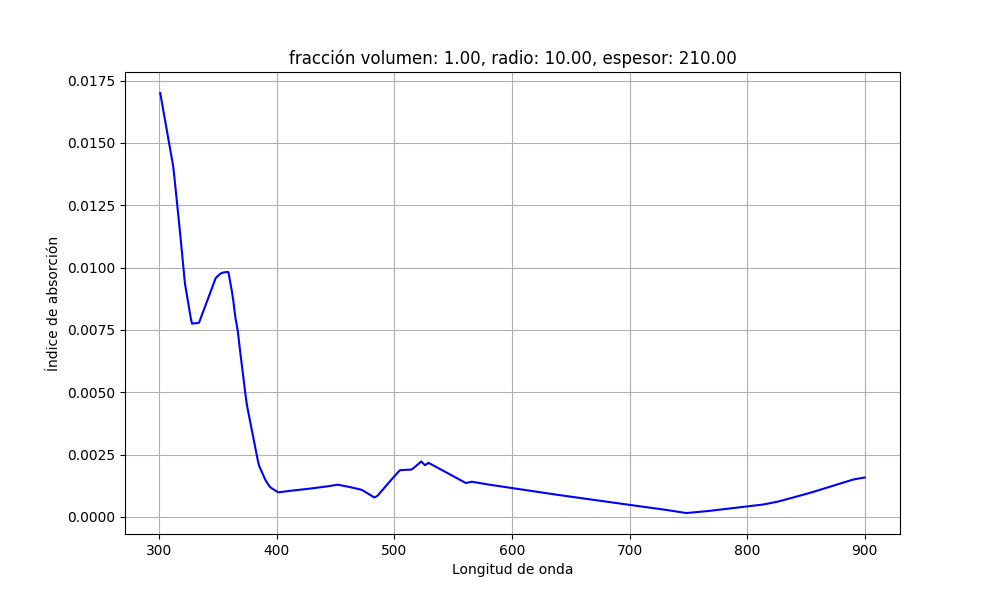 fracción volumen: 1.00, radio: 10.00, espesor: 210.00
0.0175
0.0150
0.0125
0.0100
0.0075
0.0050
0.0025
0.0000
Índice de absorción
300 400 500 600 700 800 900
Longitud de onda